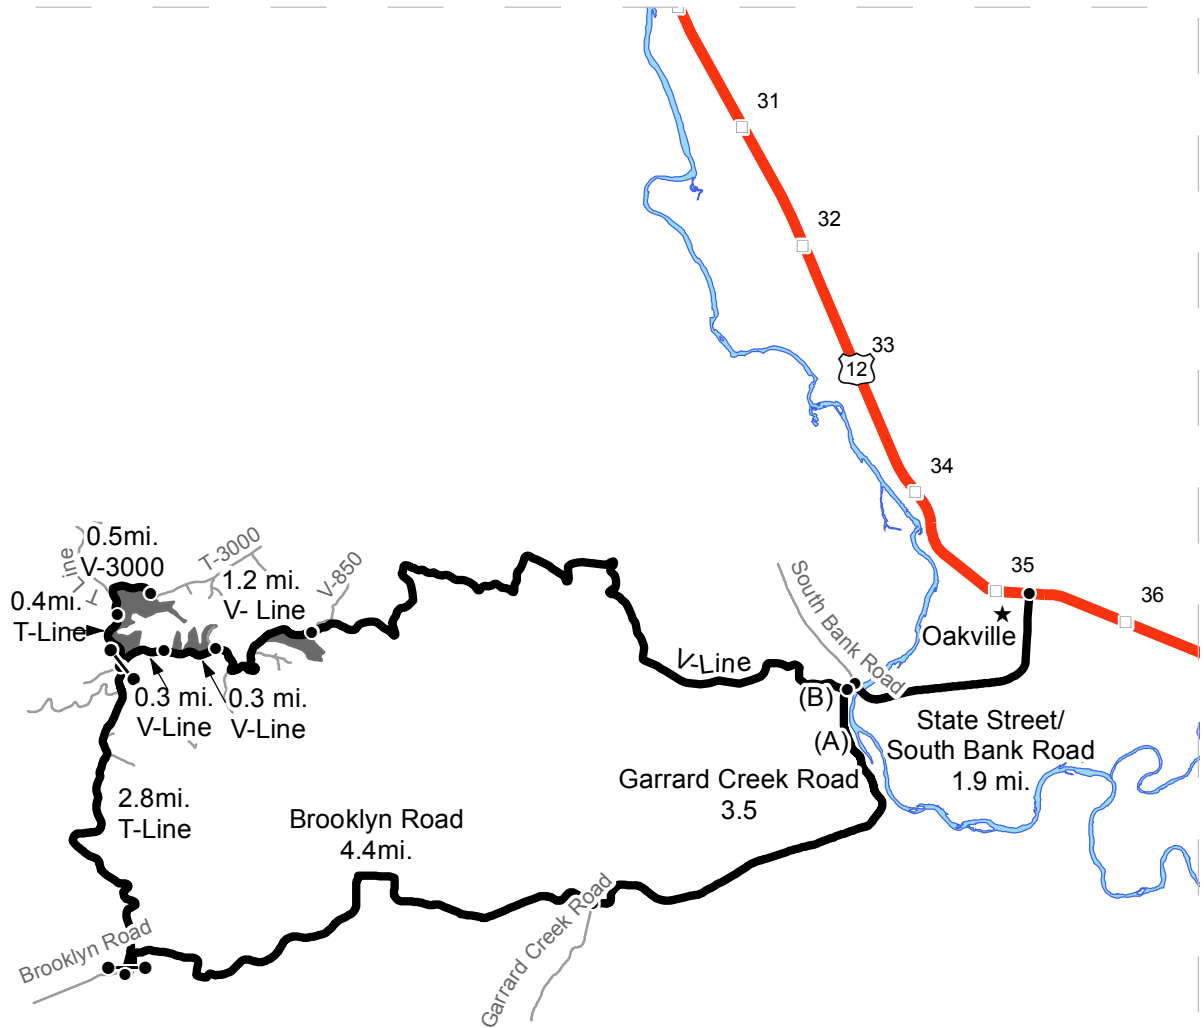 31
32
33
12
34
35
36
Oakville
0.5mi.
V-3000
Line
T-3000
1.2 mi.
V- Line
V-850
0.4mi.
T-Line
South Bank Road
V-Line
0.3 mi.
V-Line
0.3 mi.
V-Line
(B)
(A)
State Street/
South Bank Road
1.9 mi.
Garrard Creek Road
3.5
2.8mi.
T-Line
Brooklyn Road
4.4mi.
Garrard Creek Road
Brooklyn Road